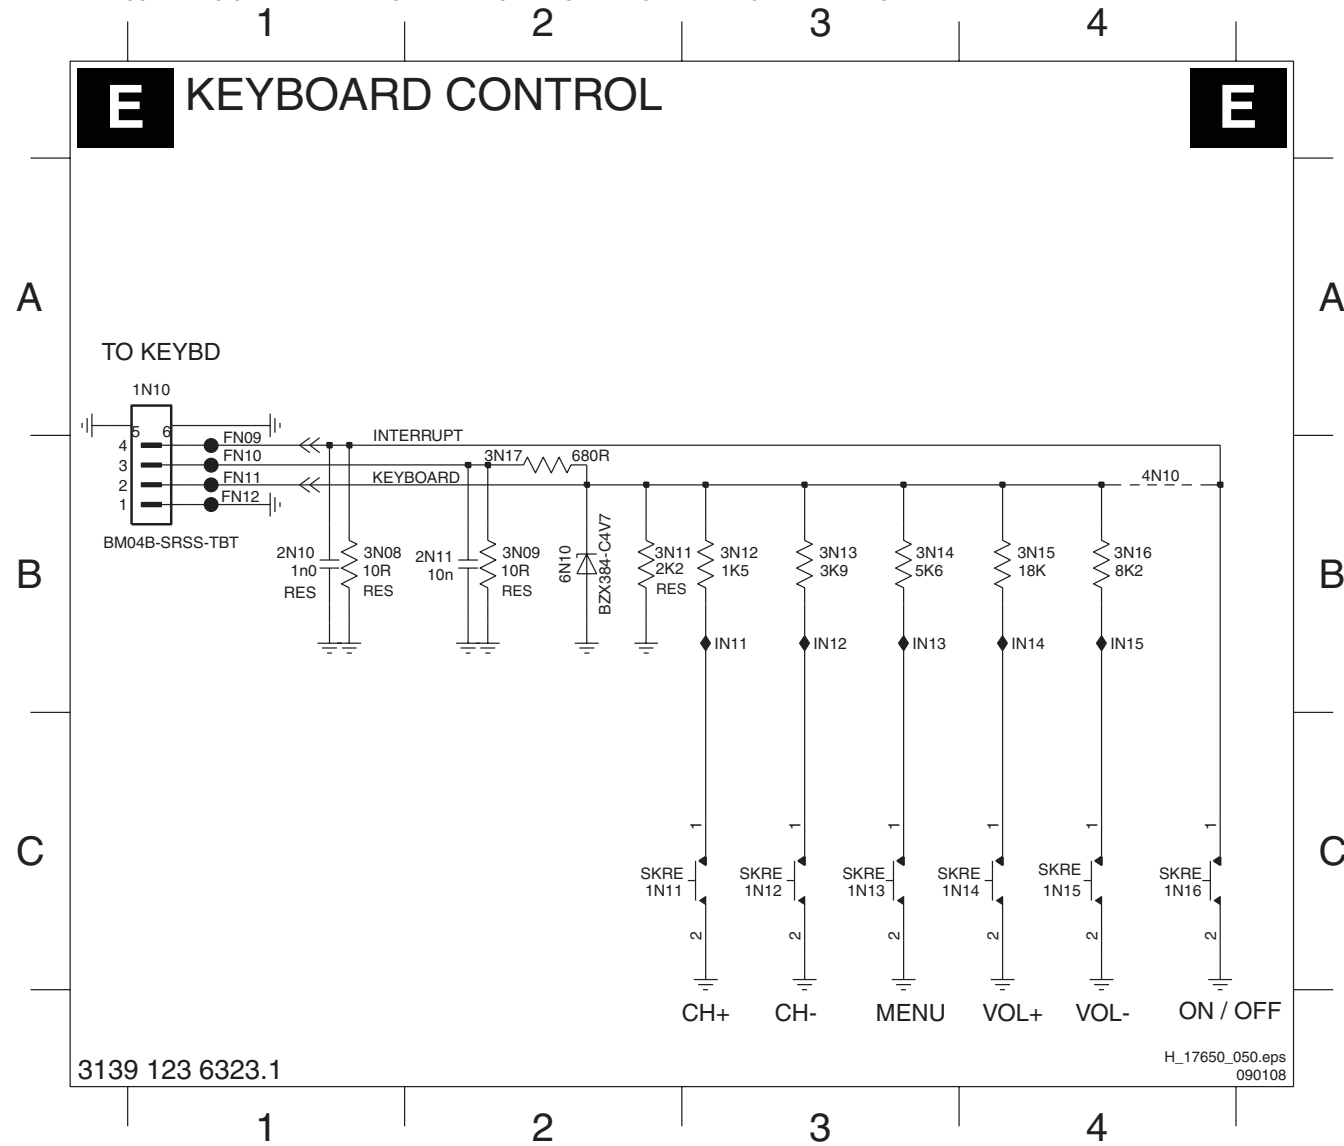 1 2 3 4
E KEYBOARD CONTROL E
A A
TO KEYBD
1N10
5 6
4 FN09 INTERRUPT
3 FN10 3N17 680R
2 FN11 KEYBOARD 4N10
1 FN12
BM04B-SRSS-TBT
2N10
1n0
RES
3N08
10R
RES
2N11
10n
3N09
10R
RES
6N10
BZX384-C4V7
3N11
2K2
RES
3N12
1K5
3N13
3K9
3N14
5K6
3N15
18K
3N16
8K2
B B
IN11 IN12 IN13 IN14 IN15
1 1 1 1 1 1
C C
SKRE
1N11
SKRE
1N12
SKRE
1N13
SKRE
1N14
SKRE
1N15
SKRE
1N16
2 2 2 2 2 2
CH+ CH- MENU VOL+ VOL- ON / OFF
3139 123 6323.1
H_17650_050.eps
090108
1 2 3 4